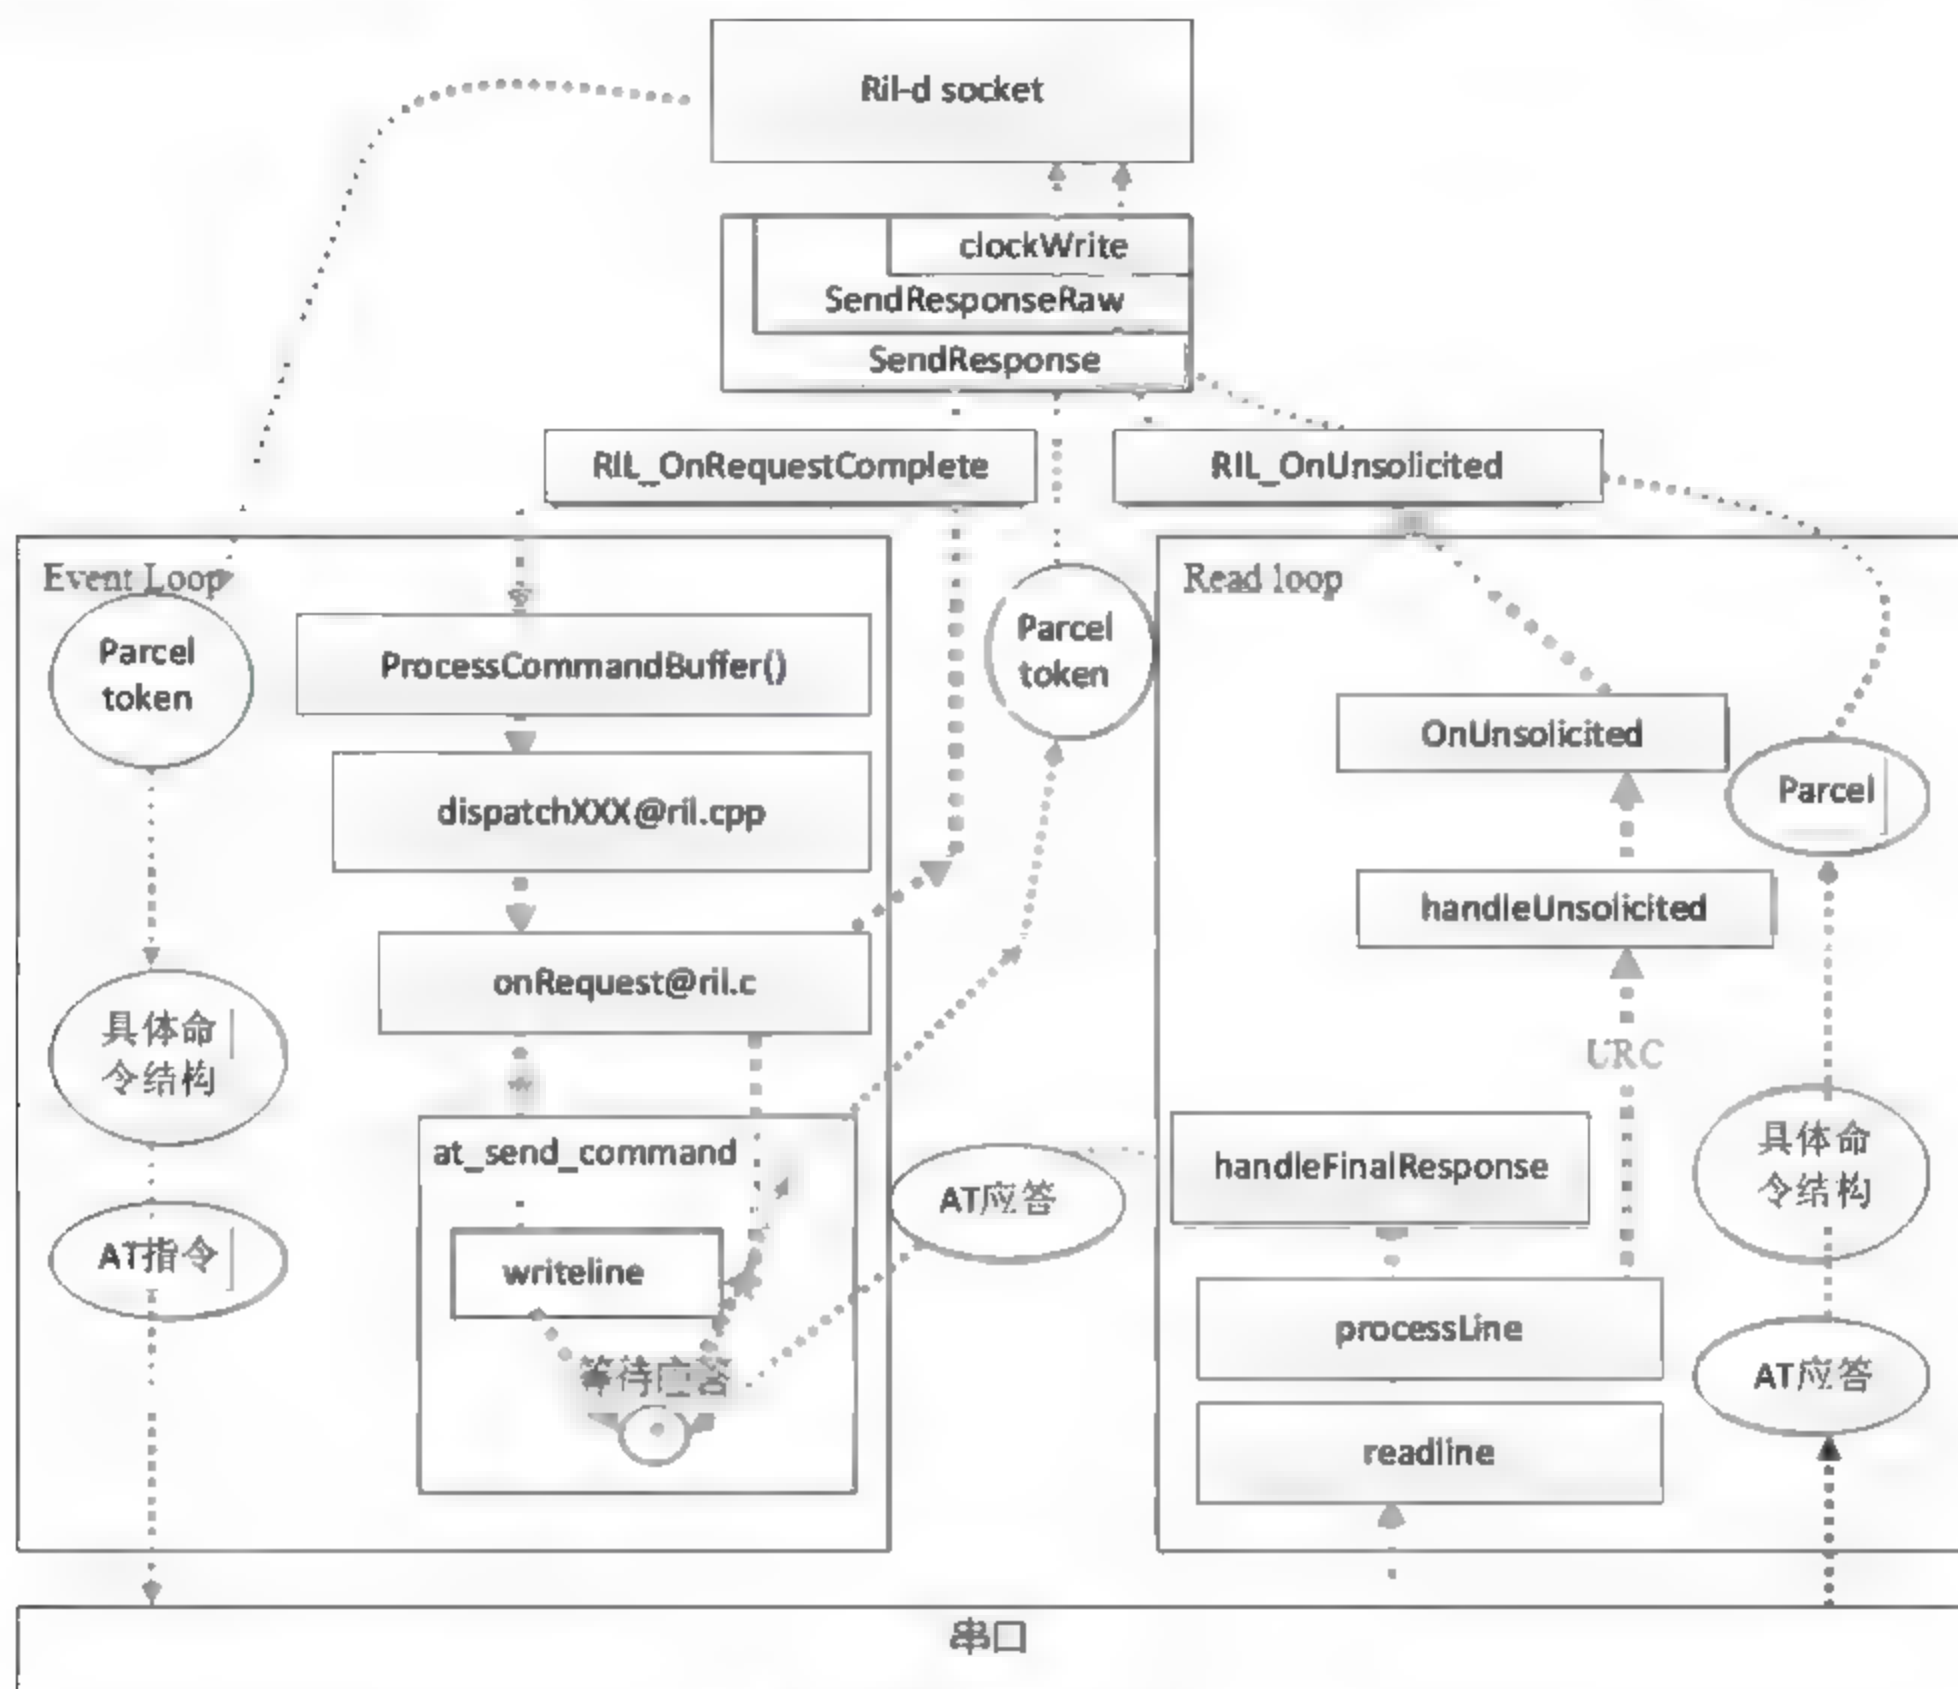 Ril-d socket
clockWrite
SendResponseRaw
SendResponse
RIL_OnRequestComplete
RIL_OnUnsolicited
Event Loop
Parcel
token
ProcessCommandBuffer()
dispatchXXX@ril.cpp
onRequest@ril.c
具体命
令结构
AT指令
at_send_command
writeline
等待应答
Parcel
token
AT应答
Read loop
OnUnsolicited
Parcel
handleUnsolicited
URC
handleFinalResponse
具体命
令结构
processLine
AT应答
readline
串口